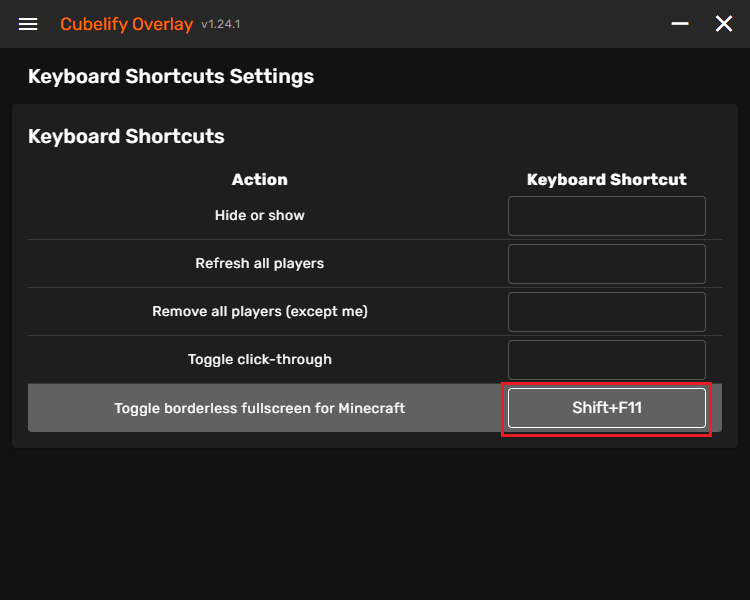 Cubelify Overlay v1.24.1
Keyboard Shortcuts Settings
Keyboard Shortcuts
Action Keyboard Shortcut
Hide or show
Refresh all players
Remove all players (except me)
Toggle click-through
Toggle borderless fullscreen for Minecraft Shift+F11